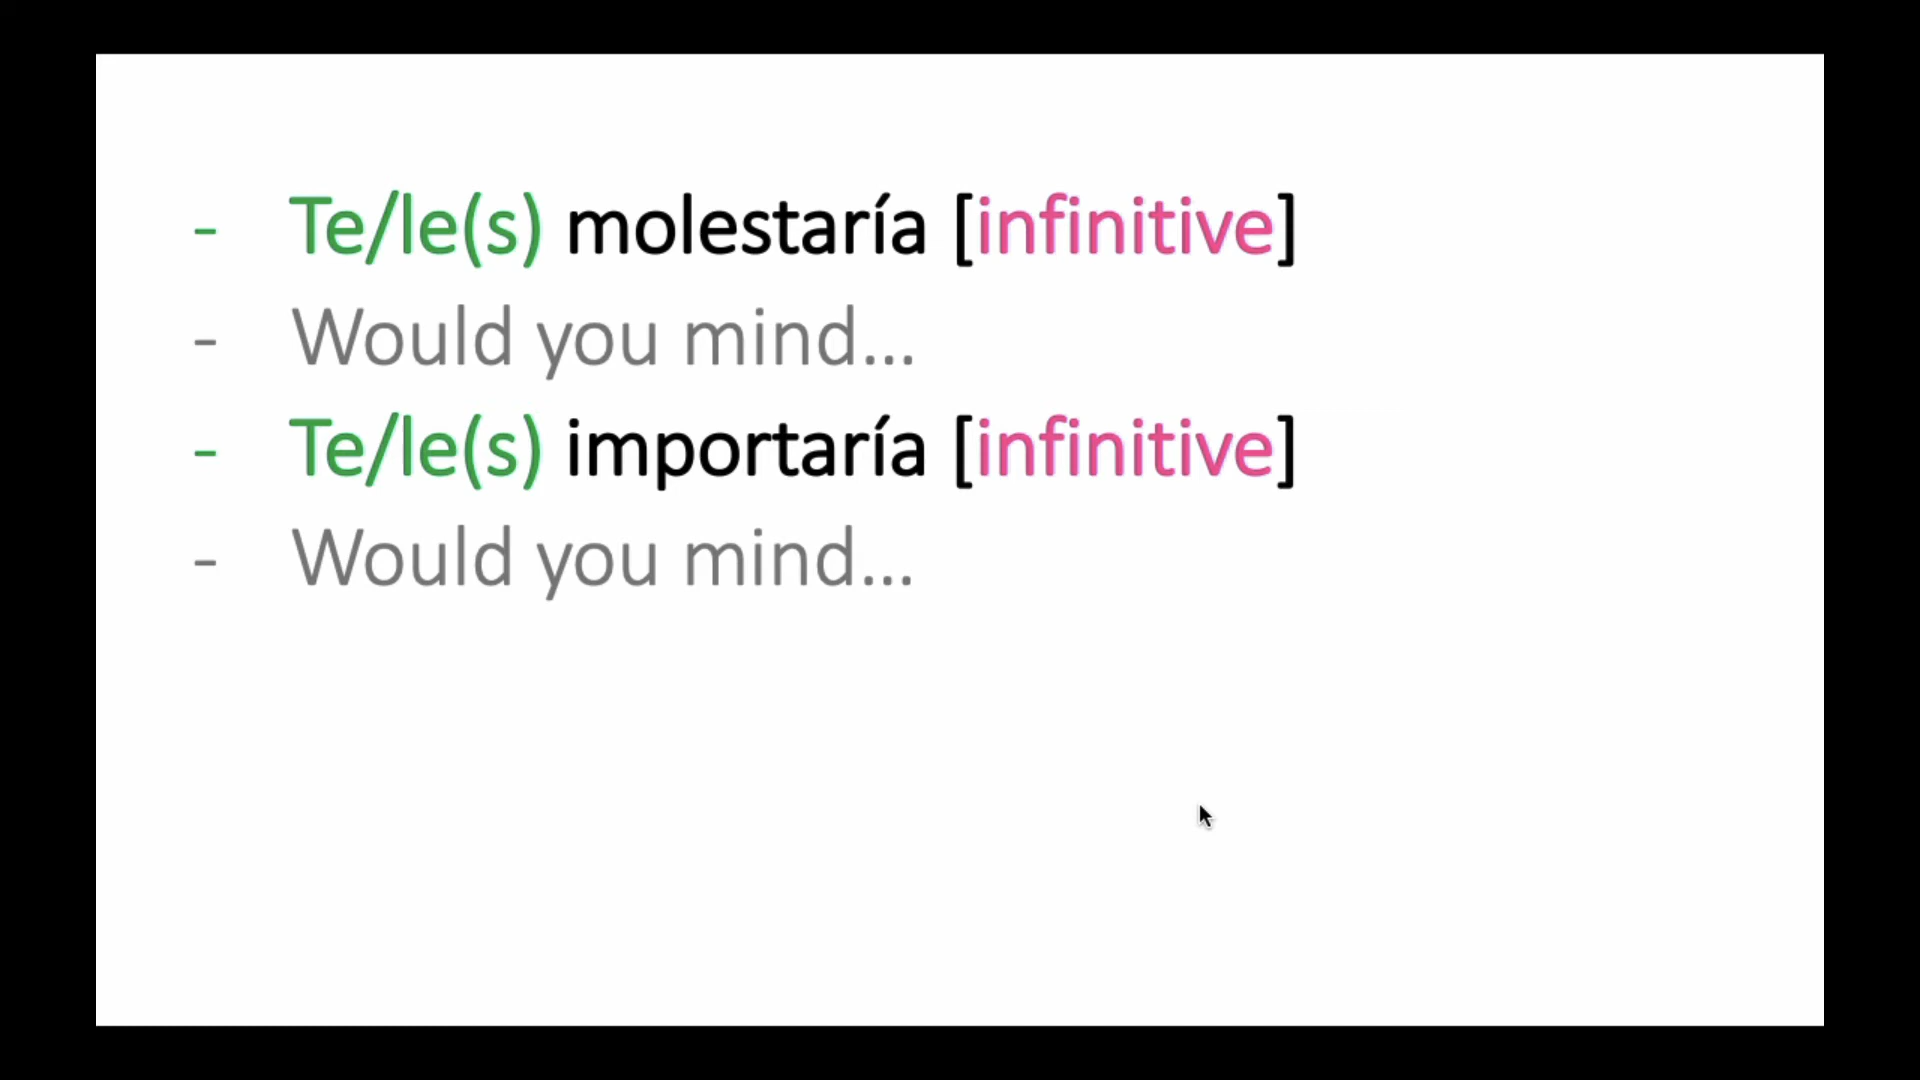 - Te/le(s) molestaría [infinitive]
- Would you mind...
- Te/le(s) importaría [infinitive]
- Would you mind...